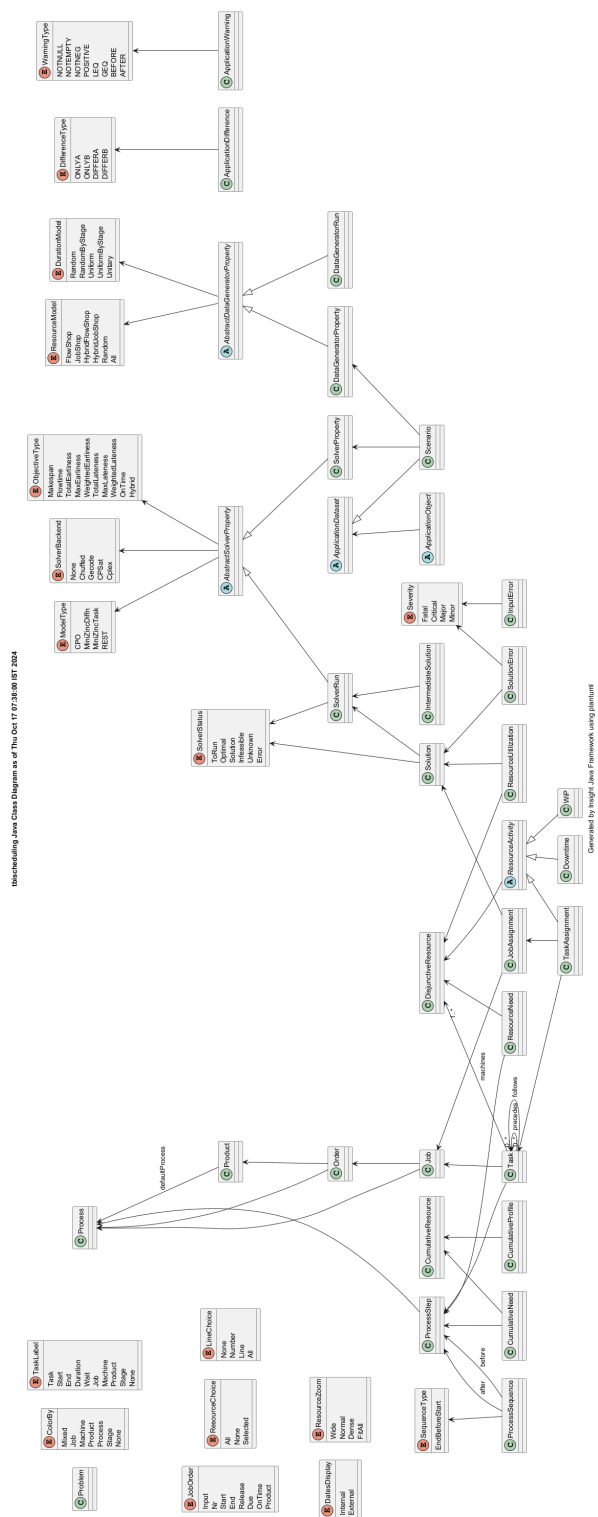 tbischeduling Java Class Diagram as of Thu Oct 17 07:38:00 IST 2024
C Problem
E ColorBy
Mixed
Job
Machine
Product
Process
Stage
None
E TaskLabel
Task
Start
End
Duration
Wait
Job
Machine
Product
Stage
None
C Process
E ModelType
CPO
MiniZincDiffn
MiniZincTask
REST
E SolverBackend
None
Chuffed
Gecode
CPSat
Cplex
E ObjectiveType
Makespan
Flowtime
TotalEarliness
MaxEarliness
WeightedEarliness
TotalLateness
MaxLateness
WeightedLateness
OnTime
Hybrid
E ResourceModel
FlowShop
JobShop
HybridFlowShop
HybridJobShop
Random
All
E DurationModel
Random
RandomByStage
Uniform
UniformByStage
Unitary
E DifferenceType
ONLYA
ONLYB
DIFFERA
DIFFERB
E WarningType
NOTNULL
NOTEMPTY
NOTNEG
POSITIVE
LEQ
GEQ
BEFORE
AFTER
defaultProcess
E JobOrder
Input
Nr
Start
End
Release
Due
OnTime
Product
E ResourceChoice
All
None
Selected
E LineChoice
None
Number
Line
All
C Product
E SolverStatus
ToRun
Optimal
Solution
Infeasible
Unknown
Error
A AbstractSolverProperty
A AbstractDataGeneratorProperty
C ApplicationDifference
C ApplicationWarning
E DatesDisplay
Internal
External
E ResourceZoom
Wide
Normal
Dense
FitAll
C Order
C SolverRun
A ApplicationDataset
C SolverProperty
C DataGeneratorProperty
C DataGeneratorRun
E SequenceType
EndBeforeStart
C ProcessStep
C CumulativeResource
C Job
C DisjunctiveResource
C Solution
C IntermediateSolution
E Severity
Fatal
Critical
Major
Minor
A ApplicationObject
C Scenario
1..*
after
before
machines
C ProcessSequence
C CumulativeNeed
C CumulativeProfile
C Task
0..*
0..*
precedes
follows
C ResourceNeed
C JobAssignment
A ResourceActivity
C ResourceUtilization
C SolutionError
C InputError
C TaskAssignment
C Downtime
C WiP
Generated by Insight Java Framework using plantuml